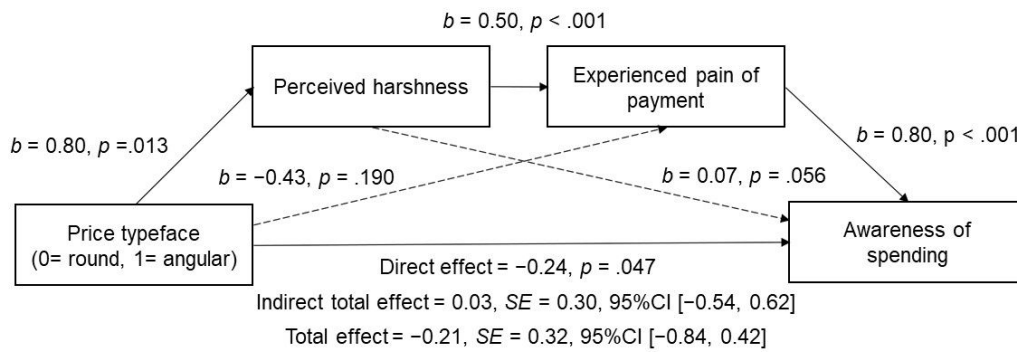 b = 0.50, p < .001
Perceived harshness
Experienced pain of
payment
b = 0.80, p =.013
b = 0.80, p < .001
b = −0.43, p = .190
b = 0.07, p = .056
Price typeface
(0= round, 1= angular)
Awareness of
spending
Direct effect = −0.24, p = .047
Indirect total effect = 0.03, SE = 0.30, 95%CI [−0.54, 0.62]
Total effect = −0.21, SE = 0.32, 95%CI [−0.84, 0.42]